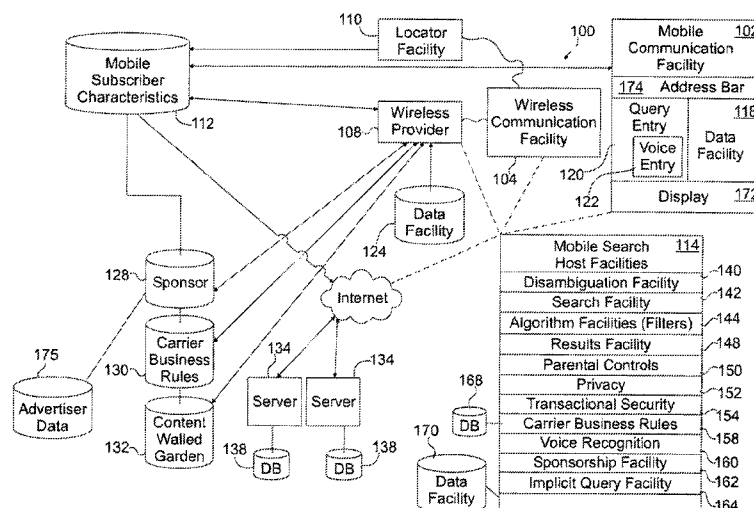 110
Locator
Facility
100
Mobile
Subscriber
Characteristics
112
Wireless
Provider
108
Wireless
Communication
Facility
104
Mobile 102
Communication
Facility
174 Address Bar
Query
Entry
Voice
Entry
120
122
118
Data
Facility
Display 172
Data
Facility
124
128
Sponsor
Internet
Carrier
Business
Rules
130
175
Advertiser
Data
Content
Walled
Garden
132
134
134
Server
Server
138
DB
DB
138
168
DB
170
Data
Facility
Mobile Search 114
Host Facilities
140
Disambiguation Facility
142
Search Facility
144
Algorithm Facilities (Filters)
148
Results Facility
150
Parental Controls
152
Privacy
154
Transactional Security
158
Carrier Business Rules
160
Voice Recognition
162
Sponsorship Facility
164
Implicit Query Facility